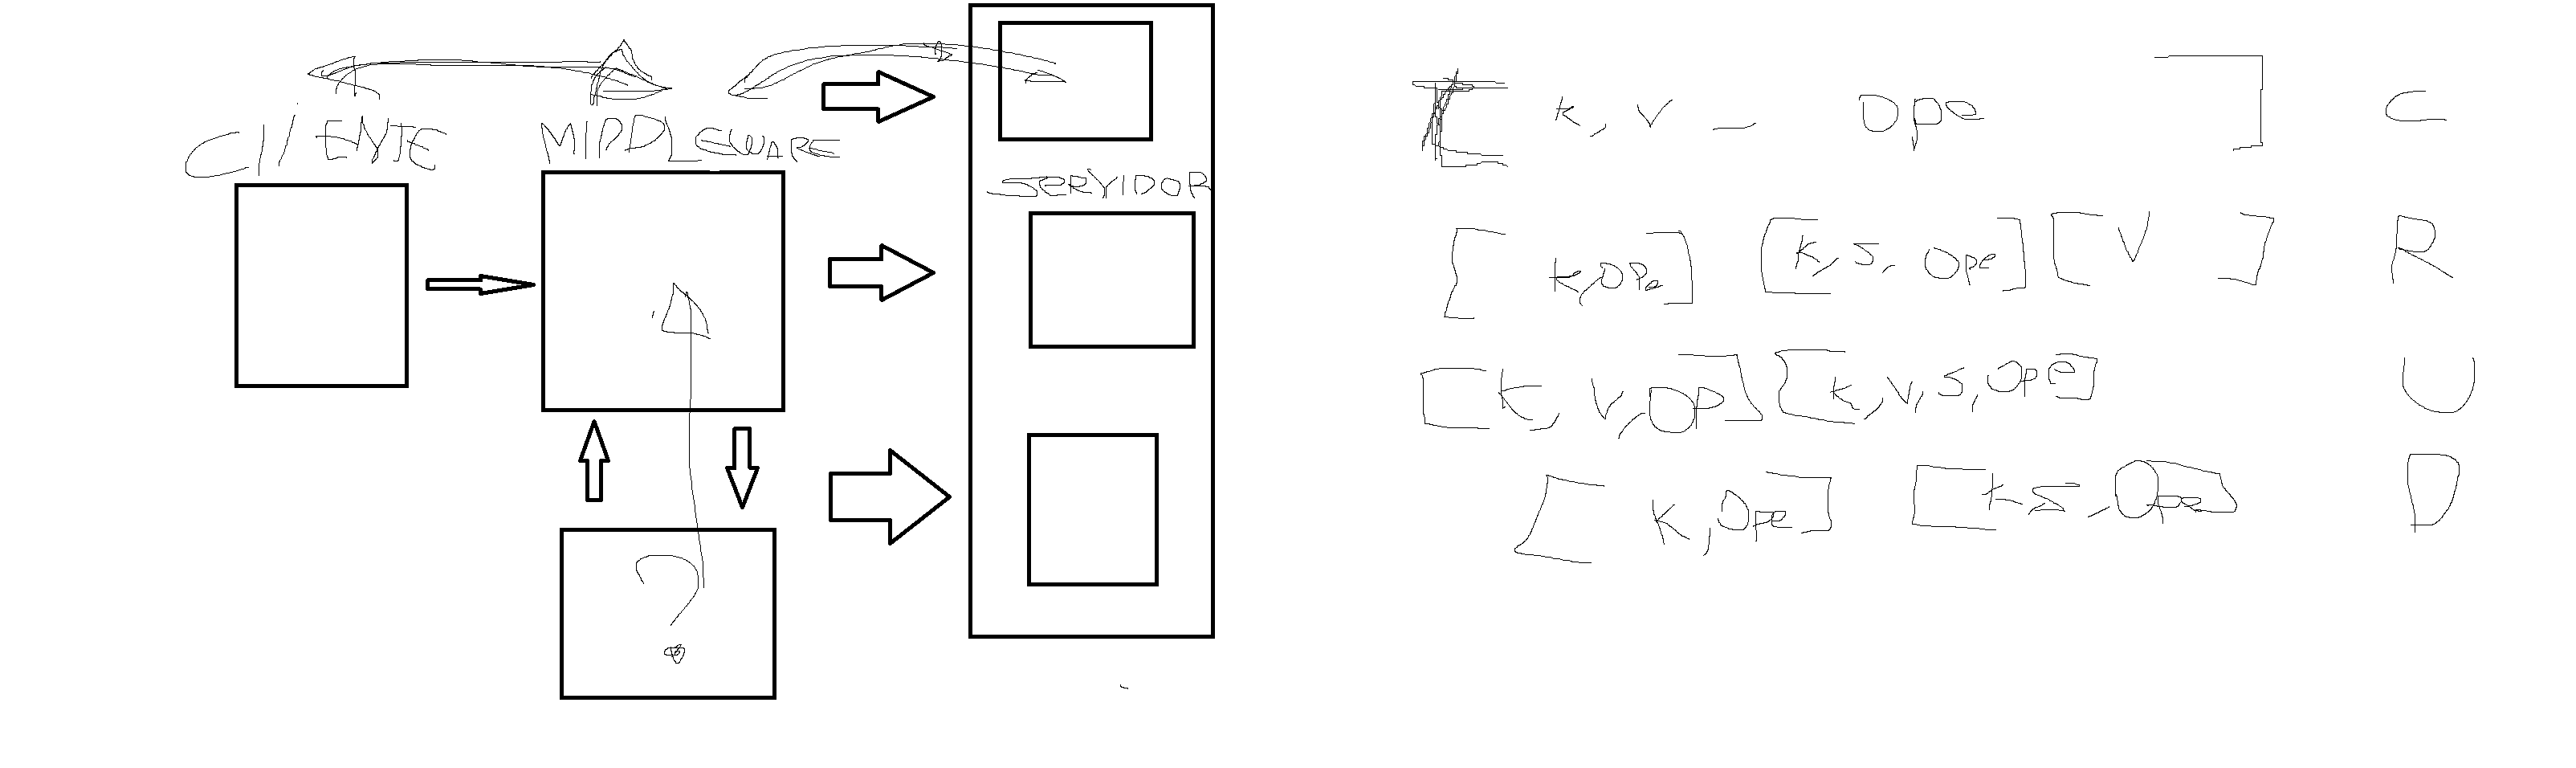 CLIENTE
MIDDLEWARE
SERVIDOR
?
[ K, V - Ope ] C
[ K, Ope ] [ K, S, Ope ] [ V ] R
[ K, V, OP ] [ K, V, S, Ope ] U
[ K, Ope ] [ K S, Ope ] D